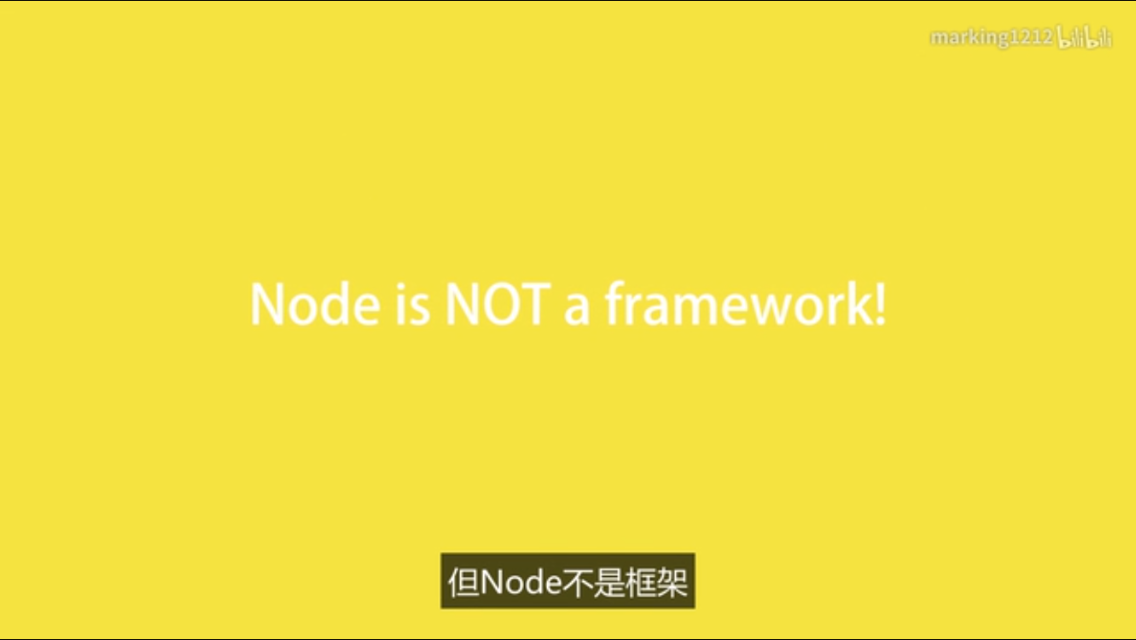 marking1212 bilibili
Node is NOT a framework!
但Node不是框架